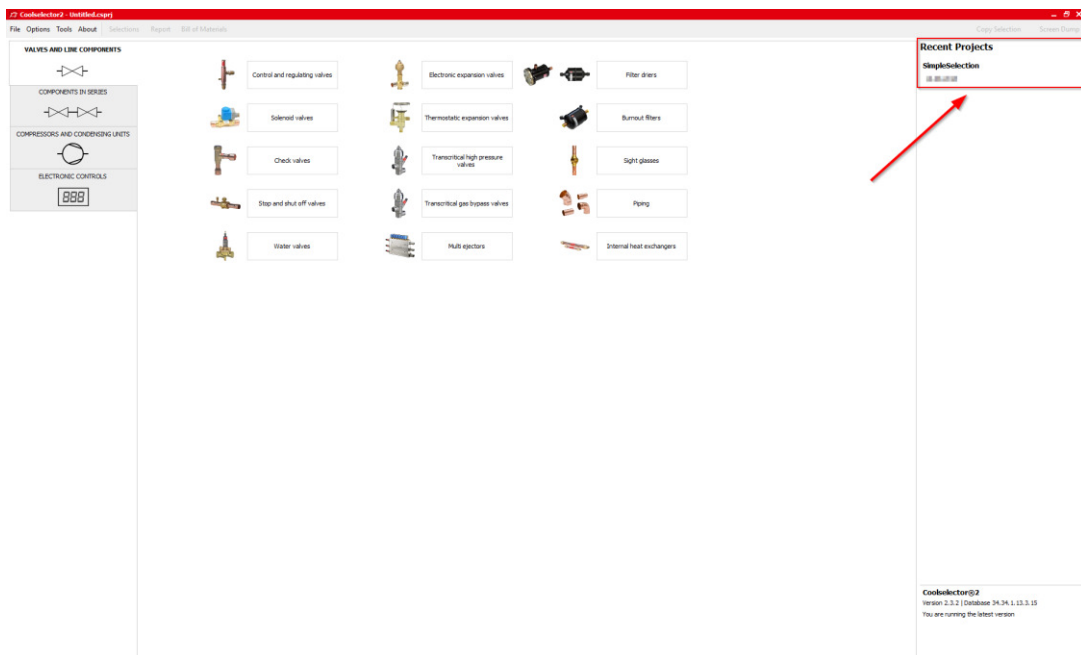 Coolselector2 - Untitled.csprj
File Options Tools About Selections Report Bill of Materials Copy Selection Screen Dump
VALVES AND LINE COMPONENTS
COMPONENTS IN SERIES
COMPRESSORS AND CONDENSING UNITS
ELECTRONIC CONTROLS
888
Control and regulating valves
Electronic expansion valves
Filter driers
Solenoid valves
Thermostatic expansion valves
Burnout filters
Check valves
Transcritical high pressure
valves
Sight glasses
Stop and shut off valves
Transcritical gas bypass valves
Piping
Water valves
Multi ejectors
Internal heat exchangers
Recent Projects
SimpleSelection
Coolselector®2
Version 2.3.2 | Database 34.34.1.13.3.15
You are running the latest version